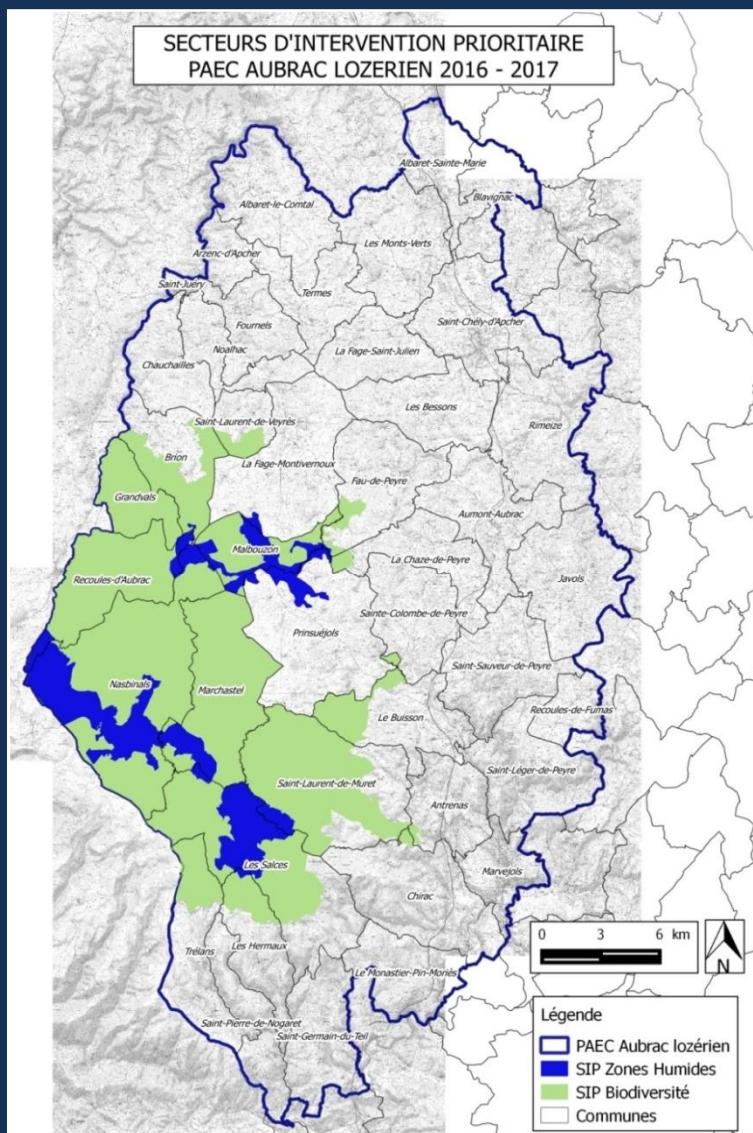 SECTEURS D'INTERVENTION PRIORITAIRE
PAEC AUBRAC LOZERIEN 2016 - 2017
Albaret-Sainte-Marie
Blavignac
Albaret-le-Comtal
Les Monts-Verts
Arzenc-d'Apcher
Saint-Juéry
Termes
Saint-Chély-d'Apcher
Fournels
Noalhac
La Fage-Saint-Julien
Chauchailles
Les Bessons
Saint-Laurent-de-Veyrès
Rimeize
Brion
La Fage-Montivernoux
Fau-de-Peyre
Grandvals
Aumont-Aubrac
Malbouzon
La Chaze-de-Peyre
Recoules-d'Aubrac
Javols
Sainte-Colombe-de-Peyre
Prinsuéjols
Saint-Sauveur-de-Peyre
Nasbinals
Marchastel
Recoules-de-Fumas
Le Buisson
Saint-Léger-de-Peyre
Saint-Laurent-de-Muret
Antrenas
Les Salces
Marvejols
Chirac
Les Hermaux
Trélans
Le Monastier-Pin-Moriès
Saint-Pierre-de-Nogaret
Saint-Germain-du-Teil
0 3 6 km
N
Légende
PAEC Aubrac lozérien
SIP Zones Humides
SIP Biodiversité
Communes